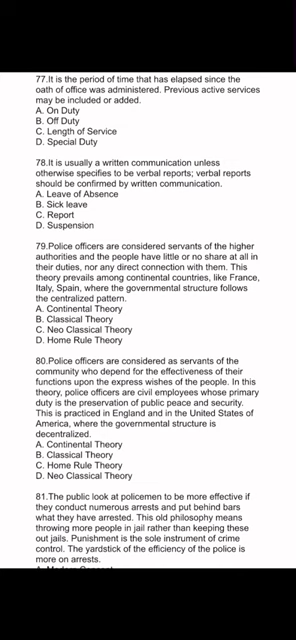 77.It is the period of time that has elapsed since the
oath of office was administered. Previous active services
may be included or added.
A. On Duty
B. Off Duty
C. Length of Service
D. Special Duty
78.It is usually a written communication unless
otherwise specifies to be verbal reports; verbal reports
should be confirmed by written communication.
A. Leave of Absence
B. Sick leave
C. Report
D. Suspension
79.Police officers are considered servants of the higher
authorities and the people have little or no share at all in
their duties, nor any direct connection with them. This
theory prevails among continental countries, like France,
Italy, Spain, where the governmental structure follows
the centralized pattern.
A. Continental Theory
B. Classical Theory
C. Neo Classical Theory
D. Home Rule Theory
80.Police officers are considered as servants of the
community who depend for the effectiveness of their
functions upon the express wishes of the people. In this
theory, police officers are civil employees whose primary
duty is the preservation of public peace and security.
This is practiced in England and in the United States of
America, where the governmental structure is
decentralized.
A. Continental Theory
B. Classical Theory
C. Home Rule Theory
D. Neo Classical Theory
81.The public look at policemen to be more effective if
they conduct numerous arrests and put behind bars
what they have arrested. This old philosophy means
throwing more people in jail rather than keeping these
out jails. Punishment is the sole instrument of crime
control. The yardstick of the efficiency of the police is
more on arrests.